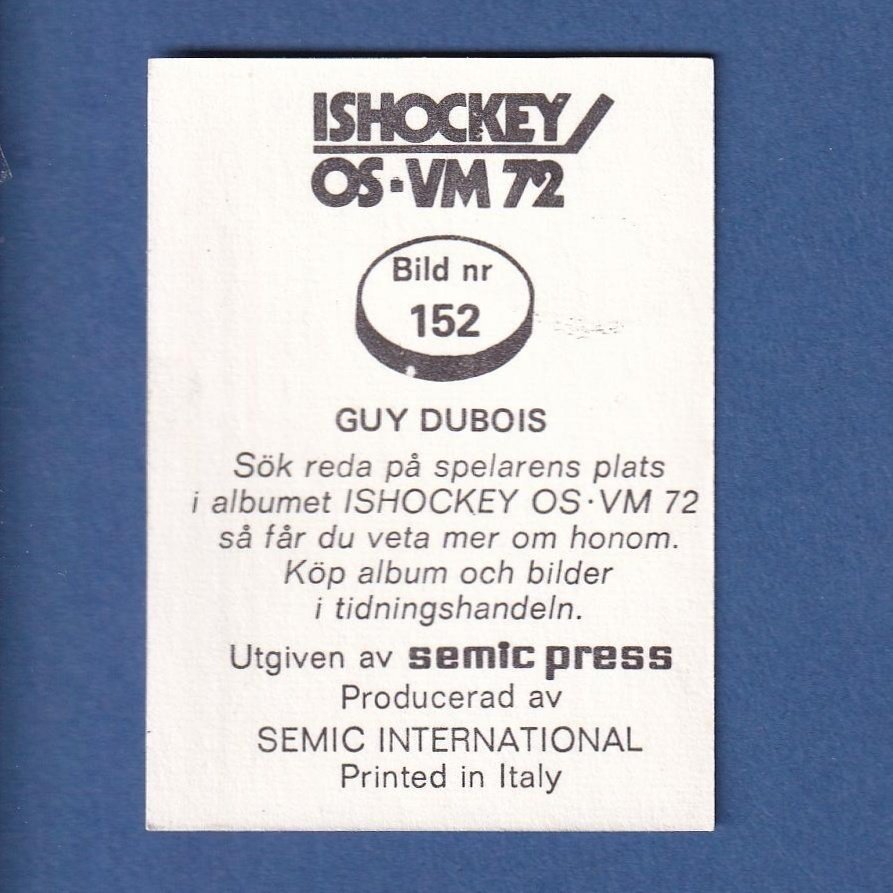 ISHOCKEY
OS·VM 72
Bild nr
152
GUY DUBOIS
Sök reda på spelarens plats
i albumet ISHOCKEY OS·VM 72
så får du veta mer om honom.
Köp album och bilder
i tidningshandeln.
Utgiven av semic press
Producerad av
SEMIC INTERNATIONAL
Printed in Italy